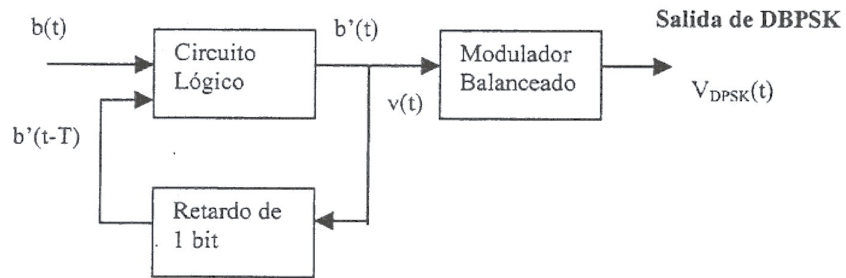 Salida de DBPSK
b(t)
b'(t)
Circuito
Lógico
Modulador
Balanceado
v(t)
V_DPSK(t)
b'(t-T)
Retardo de
1 bit